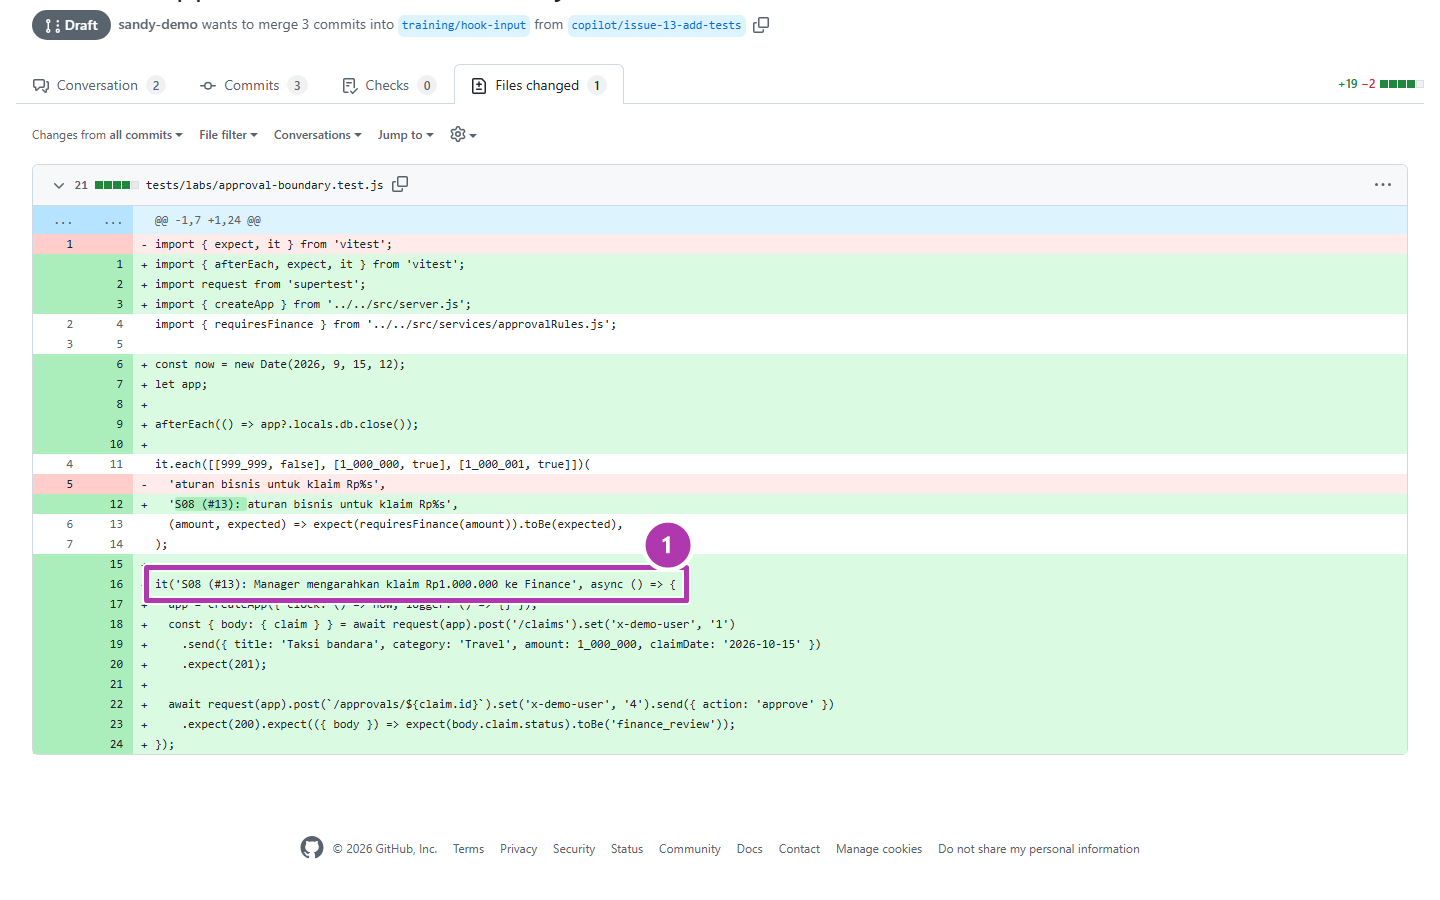 Draft sandy-demo wants to merge 3 commits into training/hook-input from copilot/issue-13-add-tests
Conversation 2 Commits 3 Checks 0 Files changed 1 +19 −2
Changes from all commits File filter Conversations Jump to
21 tests/labs/approval-boundary.test.js
... ... @@ -1,7 +1,24 @@
1 - import { expect, it } from 'vitest';
1 + import { afterEach, expect, it } from 'vitest';
2 + import request from 'supertest';
3 + import { createApp } from '../../src/server.js';
2 4 import { requiresFinance } from '../../src/services/approvalRules.js';
3 5
6 + const now = new Date(2026, 9, 15, 12);
7 + let app;
8 +
9 + afterEach(() => app?.locals.db.close());
10 +
4 11 it.each([[999_999, false], [1_000_000, true], [1_000_001, true]])(
5 - 'aturan bisnis untuk klaim Rp%s',
12 + 'S08 (#13): aturan bisnis untuk klaim Rp%s',
6 13 (amount, expected) => expect(requiresFinance(amount)).toBe(expected),
7 14 );
1
15
16 it('S08 (#13): Manager mengarahkan klaim Rp1.000.000 ke Finance', async () => {
17 + app = createApp({ clock: () => now, logger: () => {} });
18 + const { body: { claim } } = await request(app).post('/claims').set('x-demo-user', '1')
19 + .send({ title: 'Taksi bandara', category: 'Travel', amount: 1_000_000, claimDate: '2026-10-15' })
20 + .expect(201);
21 +
22 + await request(app).post(`/approvals/${claim.id}`).set('x-demo-user', '4').send({ action: 'approve' })
23 + .expect(200).expect(({ body }) => expect(body.claim.status).toBe('finance_review'));
24 + });
© 2026 GitHub, Inc. Terms Privacy Security Status Community Docs Contact Manage cookies Do not share my personal information